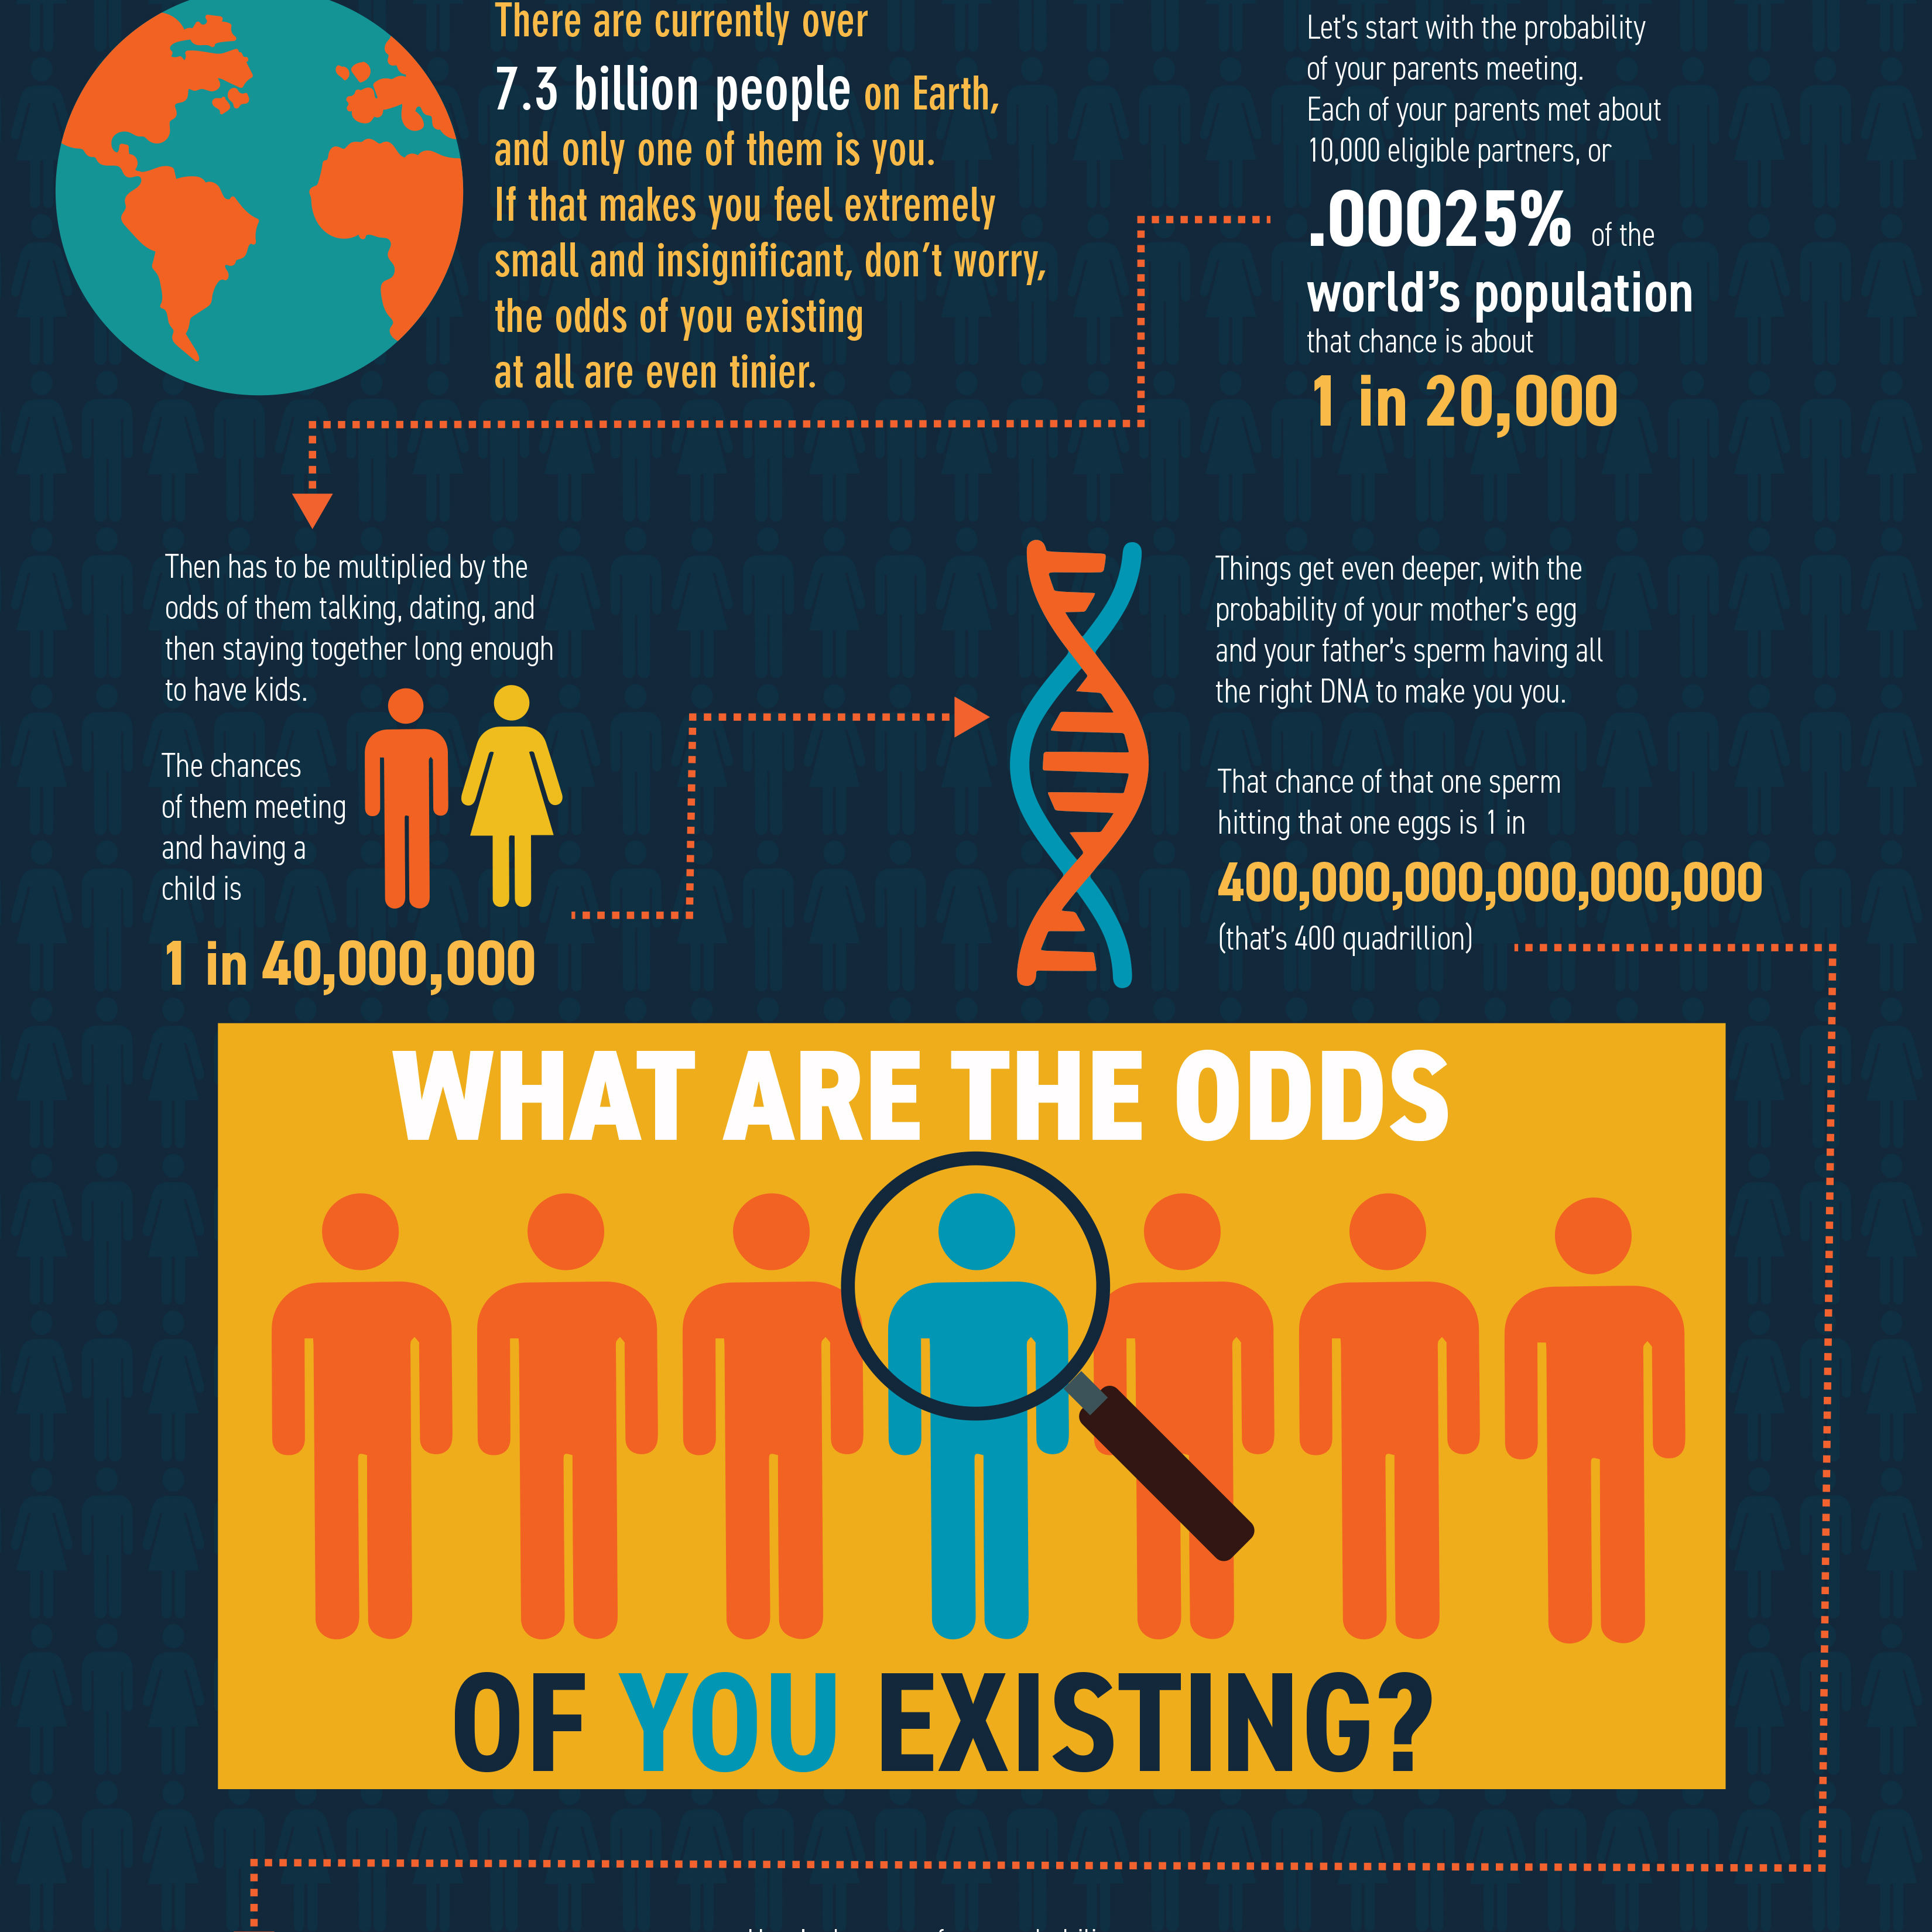 There are currently over
7.3 billion people on Earth,
and only one of them is you.
If that makes you feel extremely
small and insignificant, don't worry,
the odds of you existing
at all are even tinier.
Let's start with the probability
of your parents meeting.
Each of your parents met about
10,000 eligible partners, or
.00025% of the
world's population
that chance is about
1 in 20,000
Then has to be multiplied by the
odds of them talking, dating, and
then staying together long enough
to have kids.
The chances
of them meeting
and having a
child is
1 in 40,000,000
Things get even deeper, with the
probability of your mother's egg
and your father's sperm having all
the right DNA to make you you.
That chance of that one sperm
hitting that one eggs is 1 in
400,000,000,000,000,000
(that's 400 quadrillion)
WHAT ARE THE ODDS
OF YOU EXISTING?